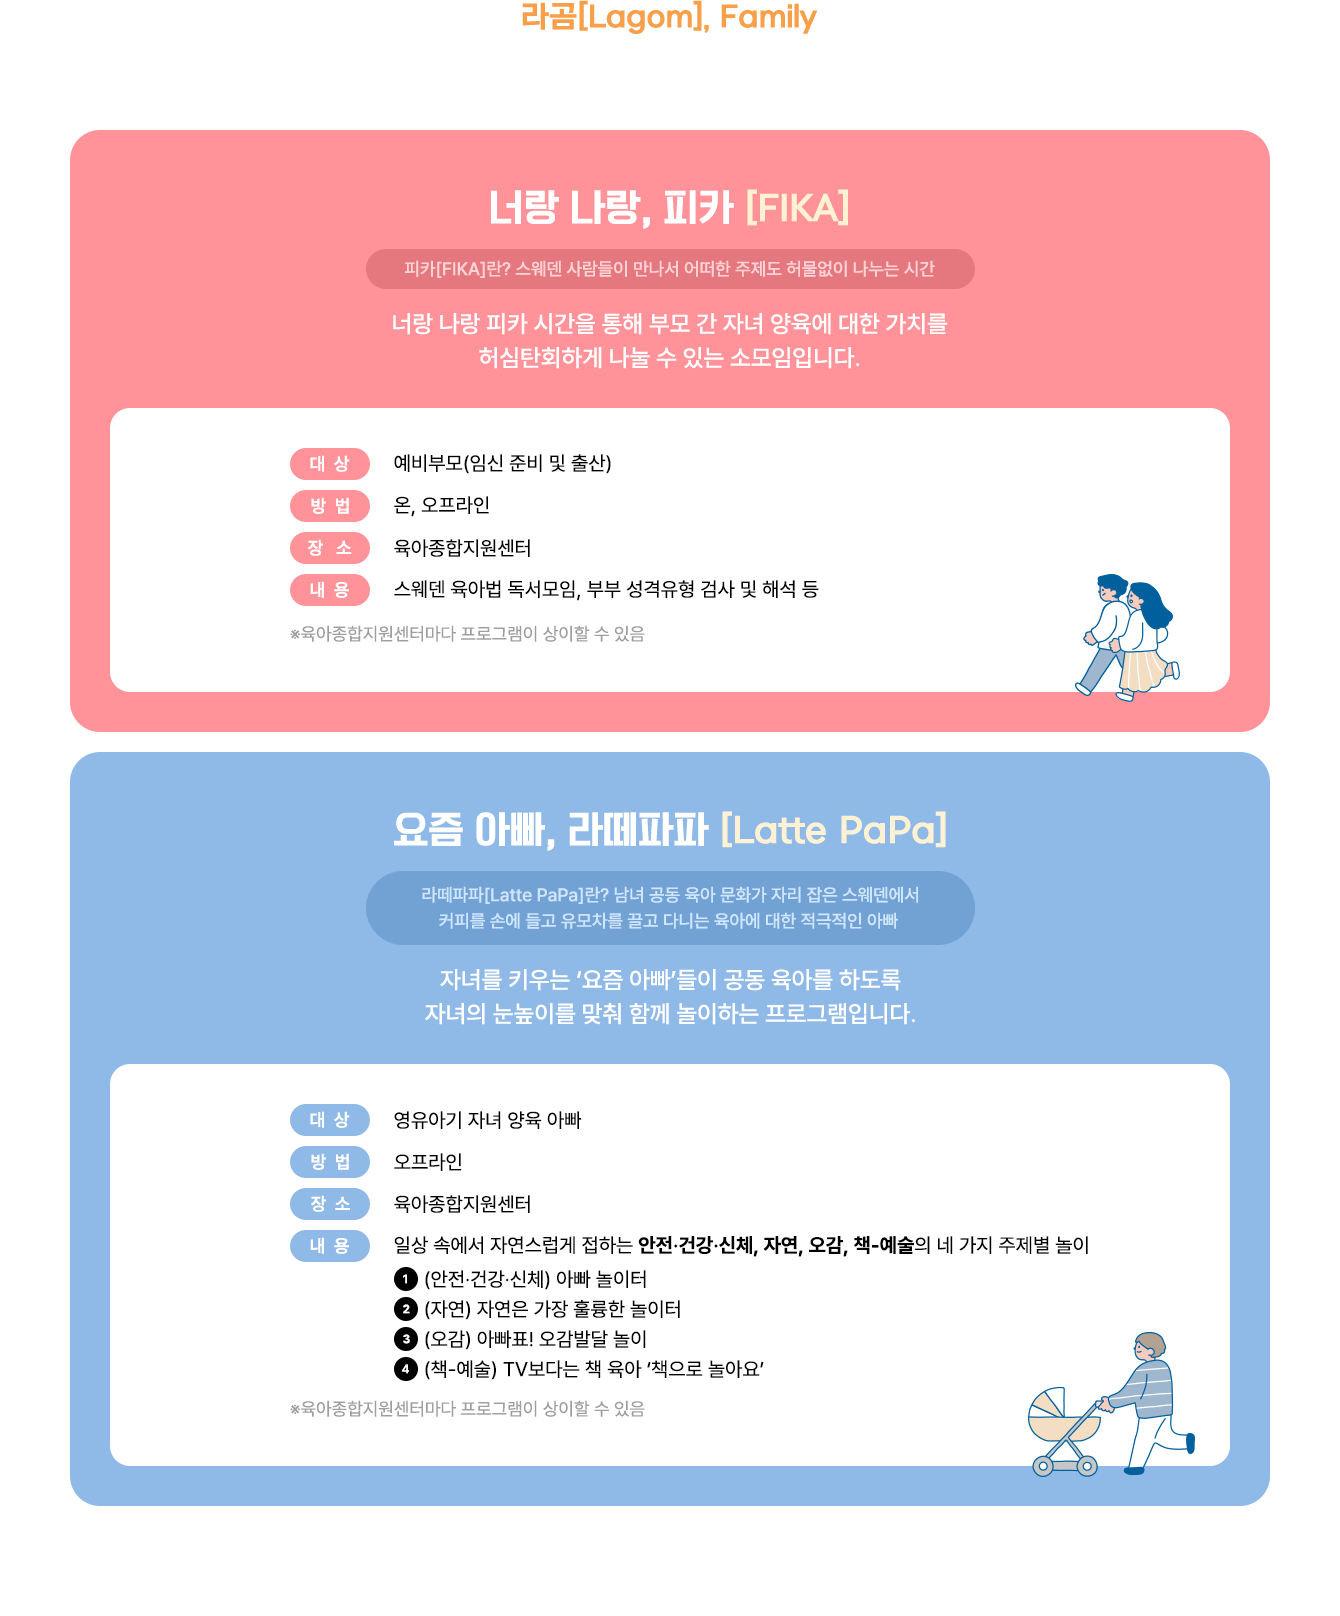 라곰[Lagom], Family
너랑 나랑, 피카 [FIKA]
피카[FIKA]란? 스웨덴 사람들이 만나서 어떠한 주제도 허물없이 나누는 시간
너랑 나랑 피카 시간을 통해 부모 간 자녀 양육에 대한 가치를
허심탄회하게 나눌 수 있는 소모임입니다.
대 상 예비부모(임신 준비 및 출산)
방 법 온, 오프라인
장 소 육아종합지원센터
내 용 스웨덴 육아법 독서모임, 부부 성격유형 검사 및 해석 등
※육아종합지원센터마다 프로그램이 상이할 수 있음
요즘 아빠, 라떼파파 [Latte PaPa]
라떼파파[Latte PaPa]란? 남녀 공동 육아 문화가 자리 잡은 스웨덴에서
커피를 손에 들고 유모차를 끌고 다니는 육아에 대한 적극적인 아빠
자녀를 키우는 ‘요즘 아빠’들이 공동 육아를 하도록
자녀의 눈높이를 맞춰 함께 놀이하는 프로그램입니다.
대 상 영유아기 자녀 양육 아빠
방 법 오프라인
장 소 육아종합지원센터
내 용 일상 속에서 자연스럽게 접하는 안전·건강·신체, 자연, 오감, 책-예술의 네 가지 주제별 놀이
1 (안전·건강·신체) 아빠 놀이터
2 (자연) 자연은 가장 훌륭한 놀이터
3 (오감) 아빠표! 오감발달 놀이
4 (책-예술) TV보다는 책 육아 ‘책으로 놀아요’
※육아종합지원센터마다 프로그램이 상이할 수 있음